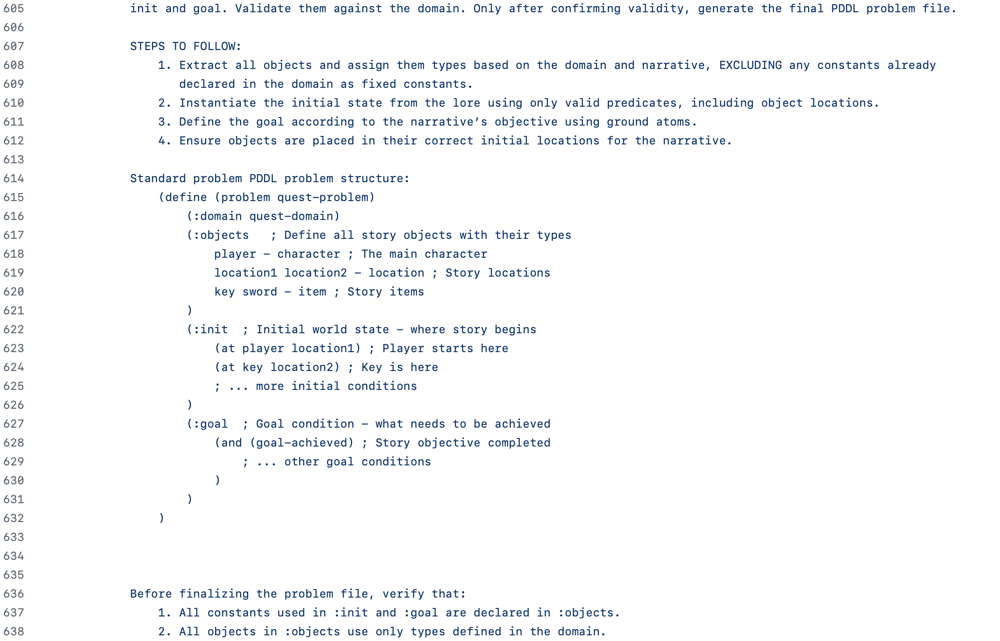 605 init and goal. Validate them against the domain. Only after confirming validity, generate the final PDDL problem file.
606
607 STEPS TO FOLLOW:
608 1. Extract all objects and assign them types based on the domain and narrative, EXCLUDING any constants already
609 declared in the domain as fixed constants.
610 2. Instantiate the initial state from the lore using only valid predicates, including object locations.
611 3. Define the goal according to the narrative’s objective using ground atoms.
612 4. Ensure objects are placed in their correct initial locations for the narrative.
613
614 Standard problem PDDL problem structure:
615 (define (problem quest-problem)
616 (:domain quest-domain)
617 (:objects   ; Define all story objects with their types
618 player - character ; The main character
619 location1 location2 - location ; Story locations
620 key sword - item ; Story items
621 )
622 (:init  ; Initial world state - where story begins
623 (at player location1) ; Player starts here
624 (at key location2) ; Key is here
625 ; ... more initial conditions
626 )
627 (:goal  ; Goal condition - what needs to be achieved
628 (and (goal-achieved) ; Story objective completed
629 ; ... other goal conditions
630 )
631 )
632 )
633
634
635
636 Before finalizing the problem file, verify that:
637 1. All constants used in :init and :goal are declared in :objects.
638 2. All objects in :objects use only types defined in the domain.